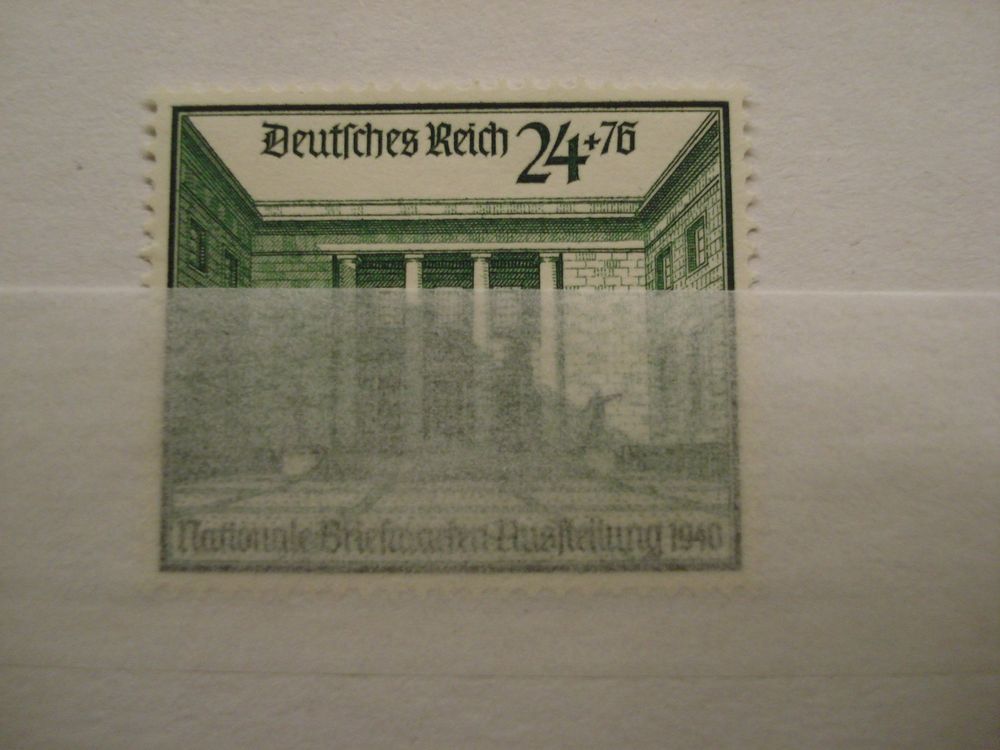 Deutsches Reich 24+76
Nationale Briefmarken-Ausstellung 1940